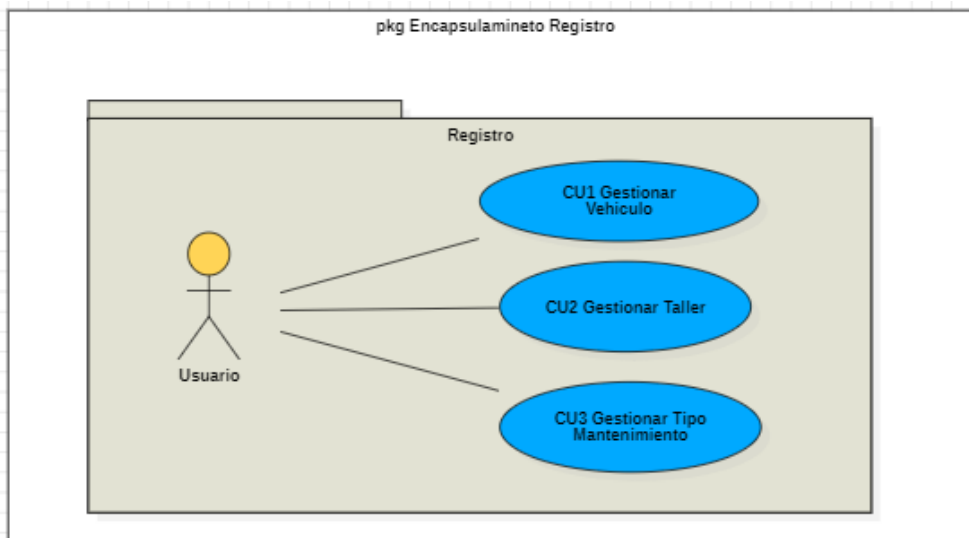 pkg Encapsulamineto Registro
Registro
CU1 Gestionar
Vehiculo
CU2 Gestionar Taller
Usuario
CU3 Gestionar Tipo
Mantenimiento